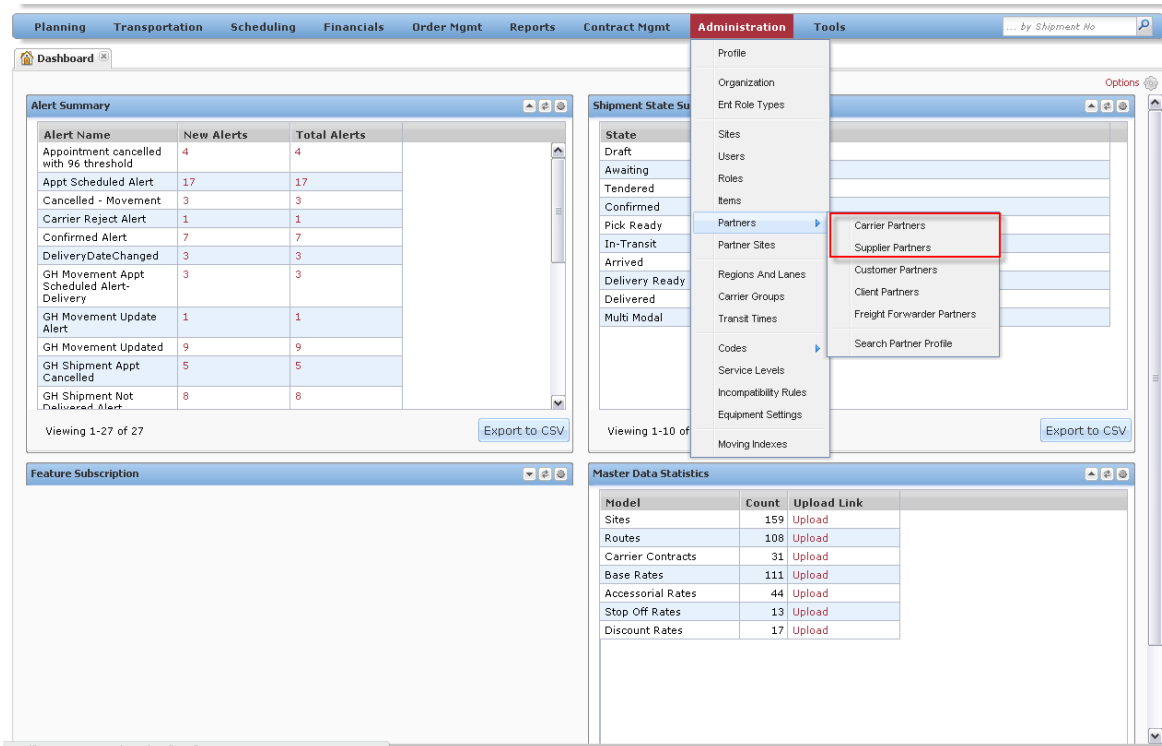 Planning Transportation Scheduling Financials Order Mgmt Reports Contract Mgmt Administration Tools ... by Shipment No
Dashboard
Options
Alert Summary
Alert Name New Alerts Total Alerts
Appointment cancelled 4 4
with 96 threshold
Appt Scheduled Alert 17 17
Cancelled - Movement 3 3
Carrier Reject Alert 1 1
Confirmed Alert 7 7
DeliveryDateChanged 3 3
GH Movement Appt 3 3
Scheduled Alert-
Delivery
GH Movement Update 1 1
Alert
GH Movement Updated 9 9
GH Shipment Appt 5 5
Cancelled
GH Shipment Not 8 8
Delivered Alert
Viewing 1-27 of 27 Export to CSV
Shipment State Su
State
Draft
Awaiting
Tendered
Confirmed
Pick Ready
In-Transit
Arrived
Delivery Ready
Delivered
Multi Modal
Viewing 1-10 of Export to CSV
Profile
Organization
Ent Role Types
Sites
Users
Roles
Items
Partners
Partner Sites
Regions And Lanes
Carrier Groups
Transit Times
Codes
Service Levels
Incompatibility Rules
Equipment Settings
Moving Indexes
Carrier Partners
Supplier Partners
Customer Partners
Client Partners
Freight Forwarder Partners
Search Partner Profile
Feature Subscription
Master Data Statistics
Model Count Upload Link
Sites 159 Upload
Routes 108 Upload
Carrier Contracts 31 Upload
Base Rates 111 Upload
Accessorial Rates 44 Upload
Stop Off Rates 13 Upload
Discount Rates 17 Upload